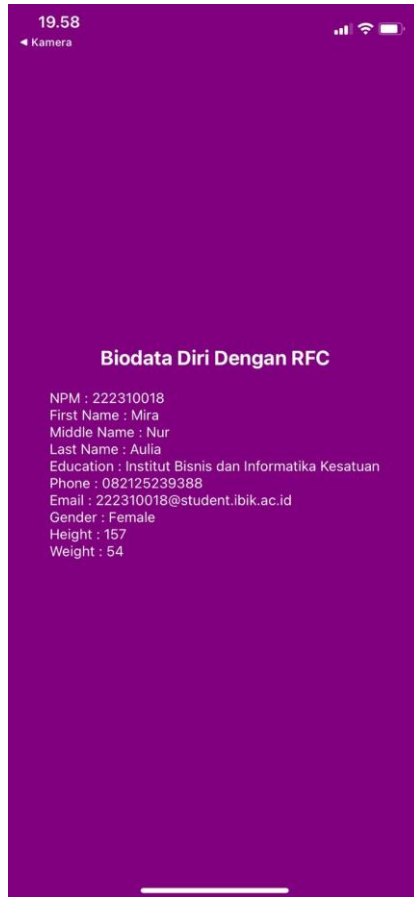 19.58
◀ Kamera
Biodata Diri Dengan RFC
NPM : 222310018
First Name : Mira
Middle Name : Nur
Last Name : Aulia
Education : Institut Bisnis dan Informatika Kesatuan
Phone : 082125239388
Email : 222310018@student.ibik.ac.id
Gender : Female
Height : 157
Weight : 54